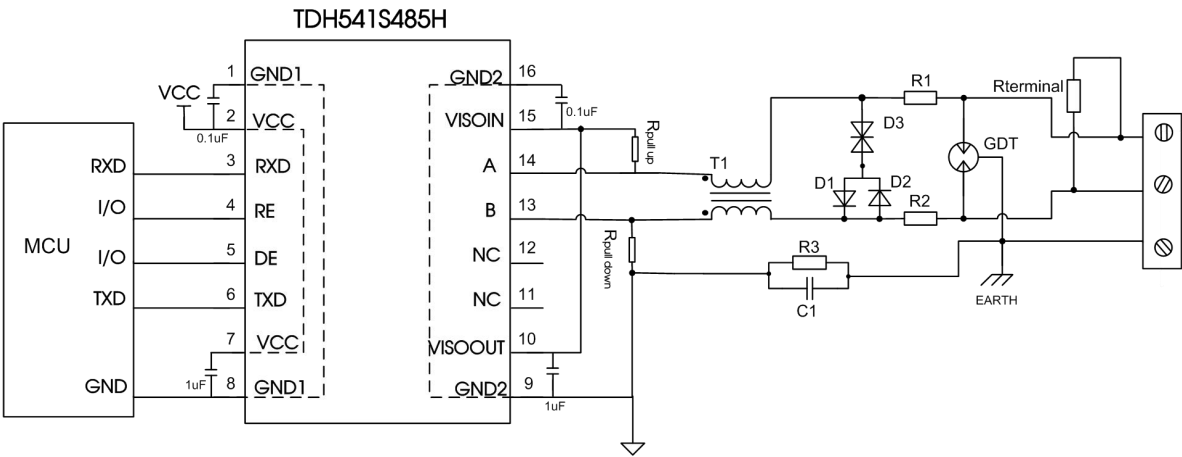 TDH541S485H
MCU
RXD
I/O
I/O
TXD
GND
VCC
0.1uF
1uF
1
2
3
4
5
6
7
8
GND1
VCC
RXD
RE
DE
TXD
VCC
GND1
GND2
VISOIN
A
B
NC
NC
VISOOUT
GND2
16
15
14
13
12
11
10
9
0.1uF
1uF
Rpull up
Rpull down
T1
D3
D1
D2
R1
R2
GDT
Rterminal
R3
C1
EARTH